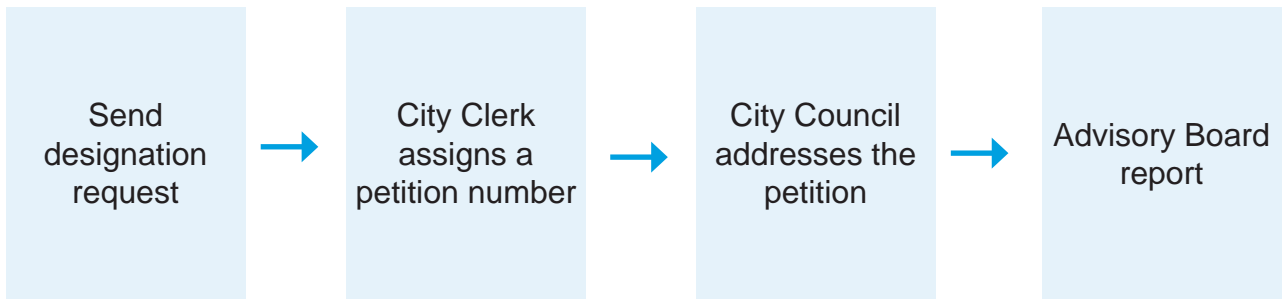 Send
designation
request
City Clerk
assigns a
petition number
City Council
addresses the
petition
Advisory Board
report